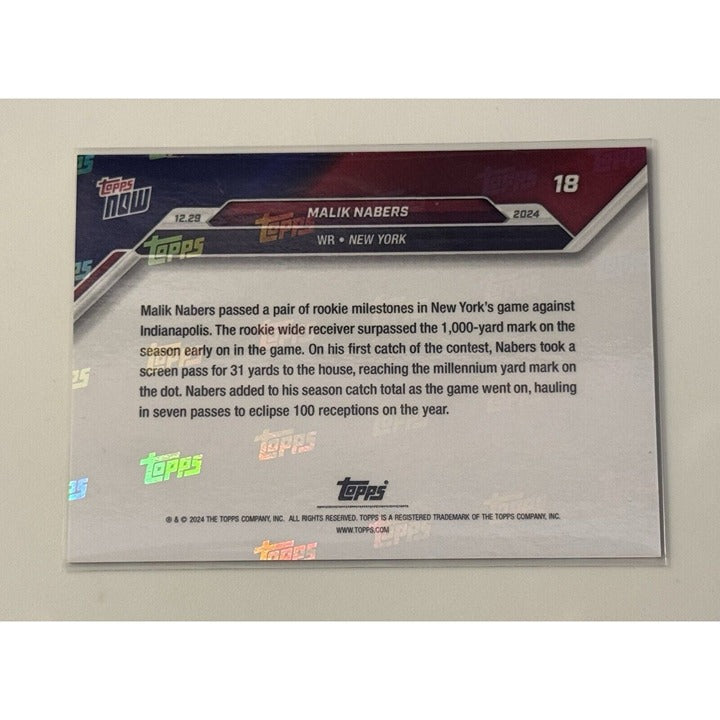 Topps
NOW
18
12.29
MALIK NABERS
2024
WR • NEW YORK
Malik Nabers passed a pair of rookie milestones in New York's game against
Indianapolis. The rookie wide receiver surpassed the 1,000-yard mark on the
season early on in the game. On his first catch of the contest, Nabers took a
screen pass for 31 yards to the house, reaching the millennium yard mark on
the dot. Nabers added to his season catch total as the game went on, hauling
in seven passes to eclipse 100 receptions on the year.
Topps
Topps
Topps
Topps
Topps
® & © 2024 THE TOPPS COMPANY, INC. ALL RIGHTS RESERVED. TOPPS IS A REGISTERED TRADEMARK OF THE TOPPS COMPANY, INC.
WWW.TOPPS.COM
Topps
Topps